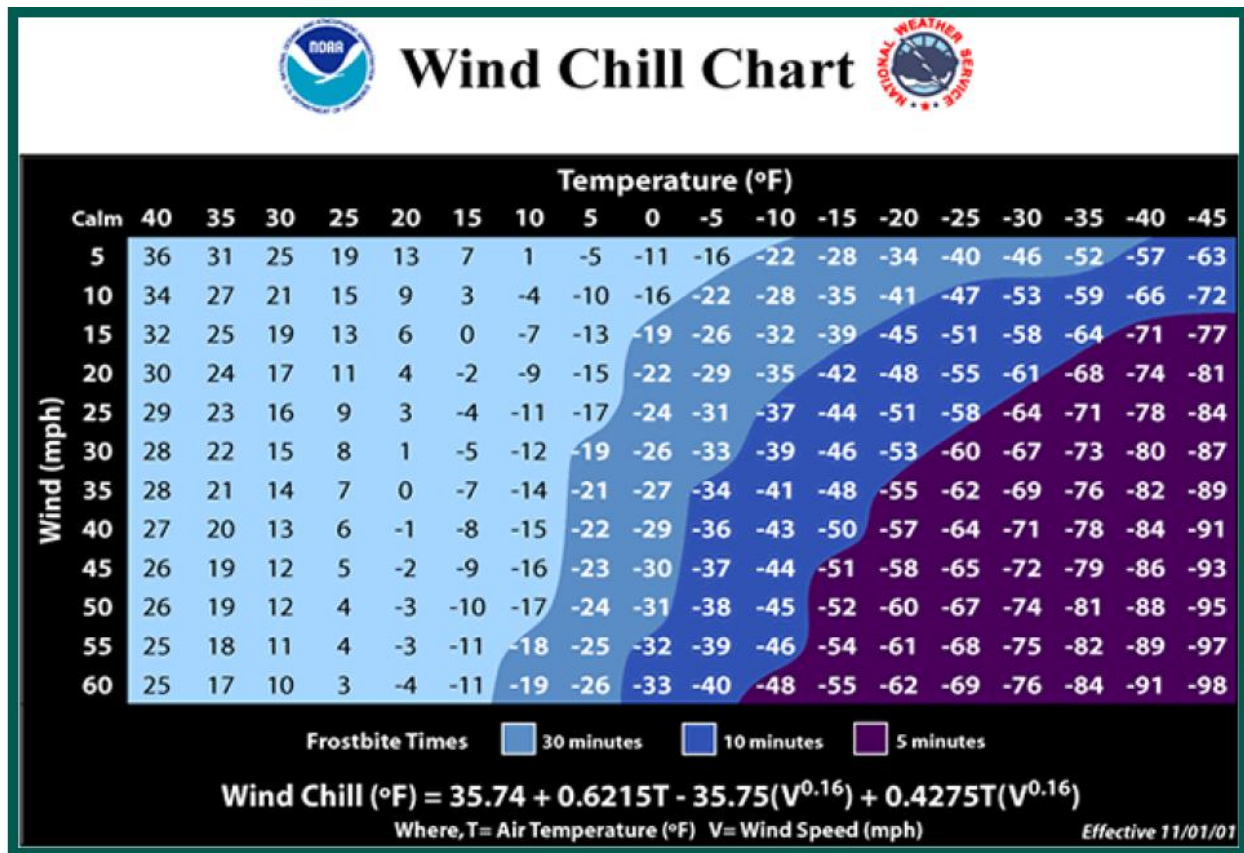 NOAA
NATIONAL WEATHER SERVICE
Wind Chill Chart
Temperature (ºF)
Calm 40 35 30 25 20 15 10 5 0 -5 -10 -15 -20 -25 -30 -35 -40 -45
Wind (mph)
5 36 31 25 19 13 7 1 -5 -11 -16 -22 -28 -34 -40 -46 -52 -57 -63
10 34 27 21 15 9 3 -4 -10 -16 -22 -28 -35 -41 -47 -53 -59 -66 -72
15 32 25 19 13 6 0 -7 -13 -19 -26 -32 -39 -45 -51 -58 -64 -71 -77
20 30 24 17 11 4 -2 -9 -15 -22 -29 -35 -42 -48 -55 -61 -68 -74 -81
25 29 23 16 9 3 -4 -11 -17 -24 -31 -37 -44 -51 -58 -64 -71 -78 -84
30 28 22 15 8 1 -5 -12 -19 -26 -33 -39 -46 -53 -60 -67 -73 -80 -87
35 28 21 14 7 0 -7 -14 -21 -27 -34 -41 -48 -55 -62 -69 -76 -82 -89
40 27 20 13 6 -1 -8 -15 -22 -29 -36 -43 -50 -57 -64 -71 -78 -84 -91
45 26 19 12 5 -2 -9 -16 -23 -30 -37 -44 -51 -58 -65 -72 -79 -86 -93
50 26 19 12 4 -3 -10 -17 -24 -31 -38 -45 -52 -60 -67 -74 -81 -88 -95
55 25 18 11 4 -3 -11 -18 -25 -32 -39 -46 -54 -61 -68 -75 -82 -89 -97
60 25 17 10 3 -4 -11 -19 -26 -33 -40 -48 -55 -62 -69 -76 -84 -91 -98
Frostbite Times 30 minutes 10 minutes 5 minutes
Wind Chill (ºF) = 35.74 + 0.6215T - 35.75(V^0.16) + 0.4275T(V^0.16)
Where, T= Air Temperature (ºF) V= Wind Speed (mph)
Effective 11/01/01